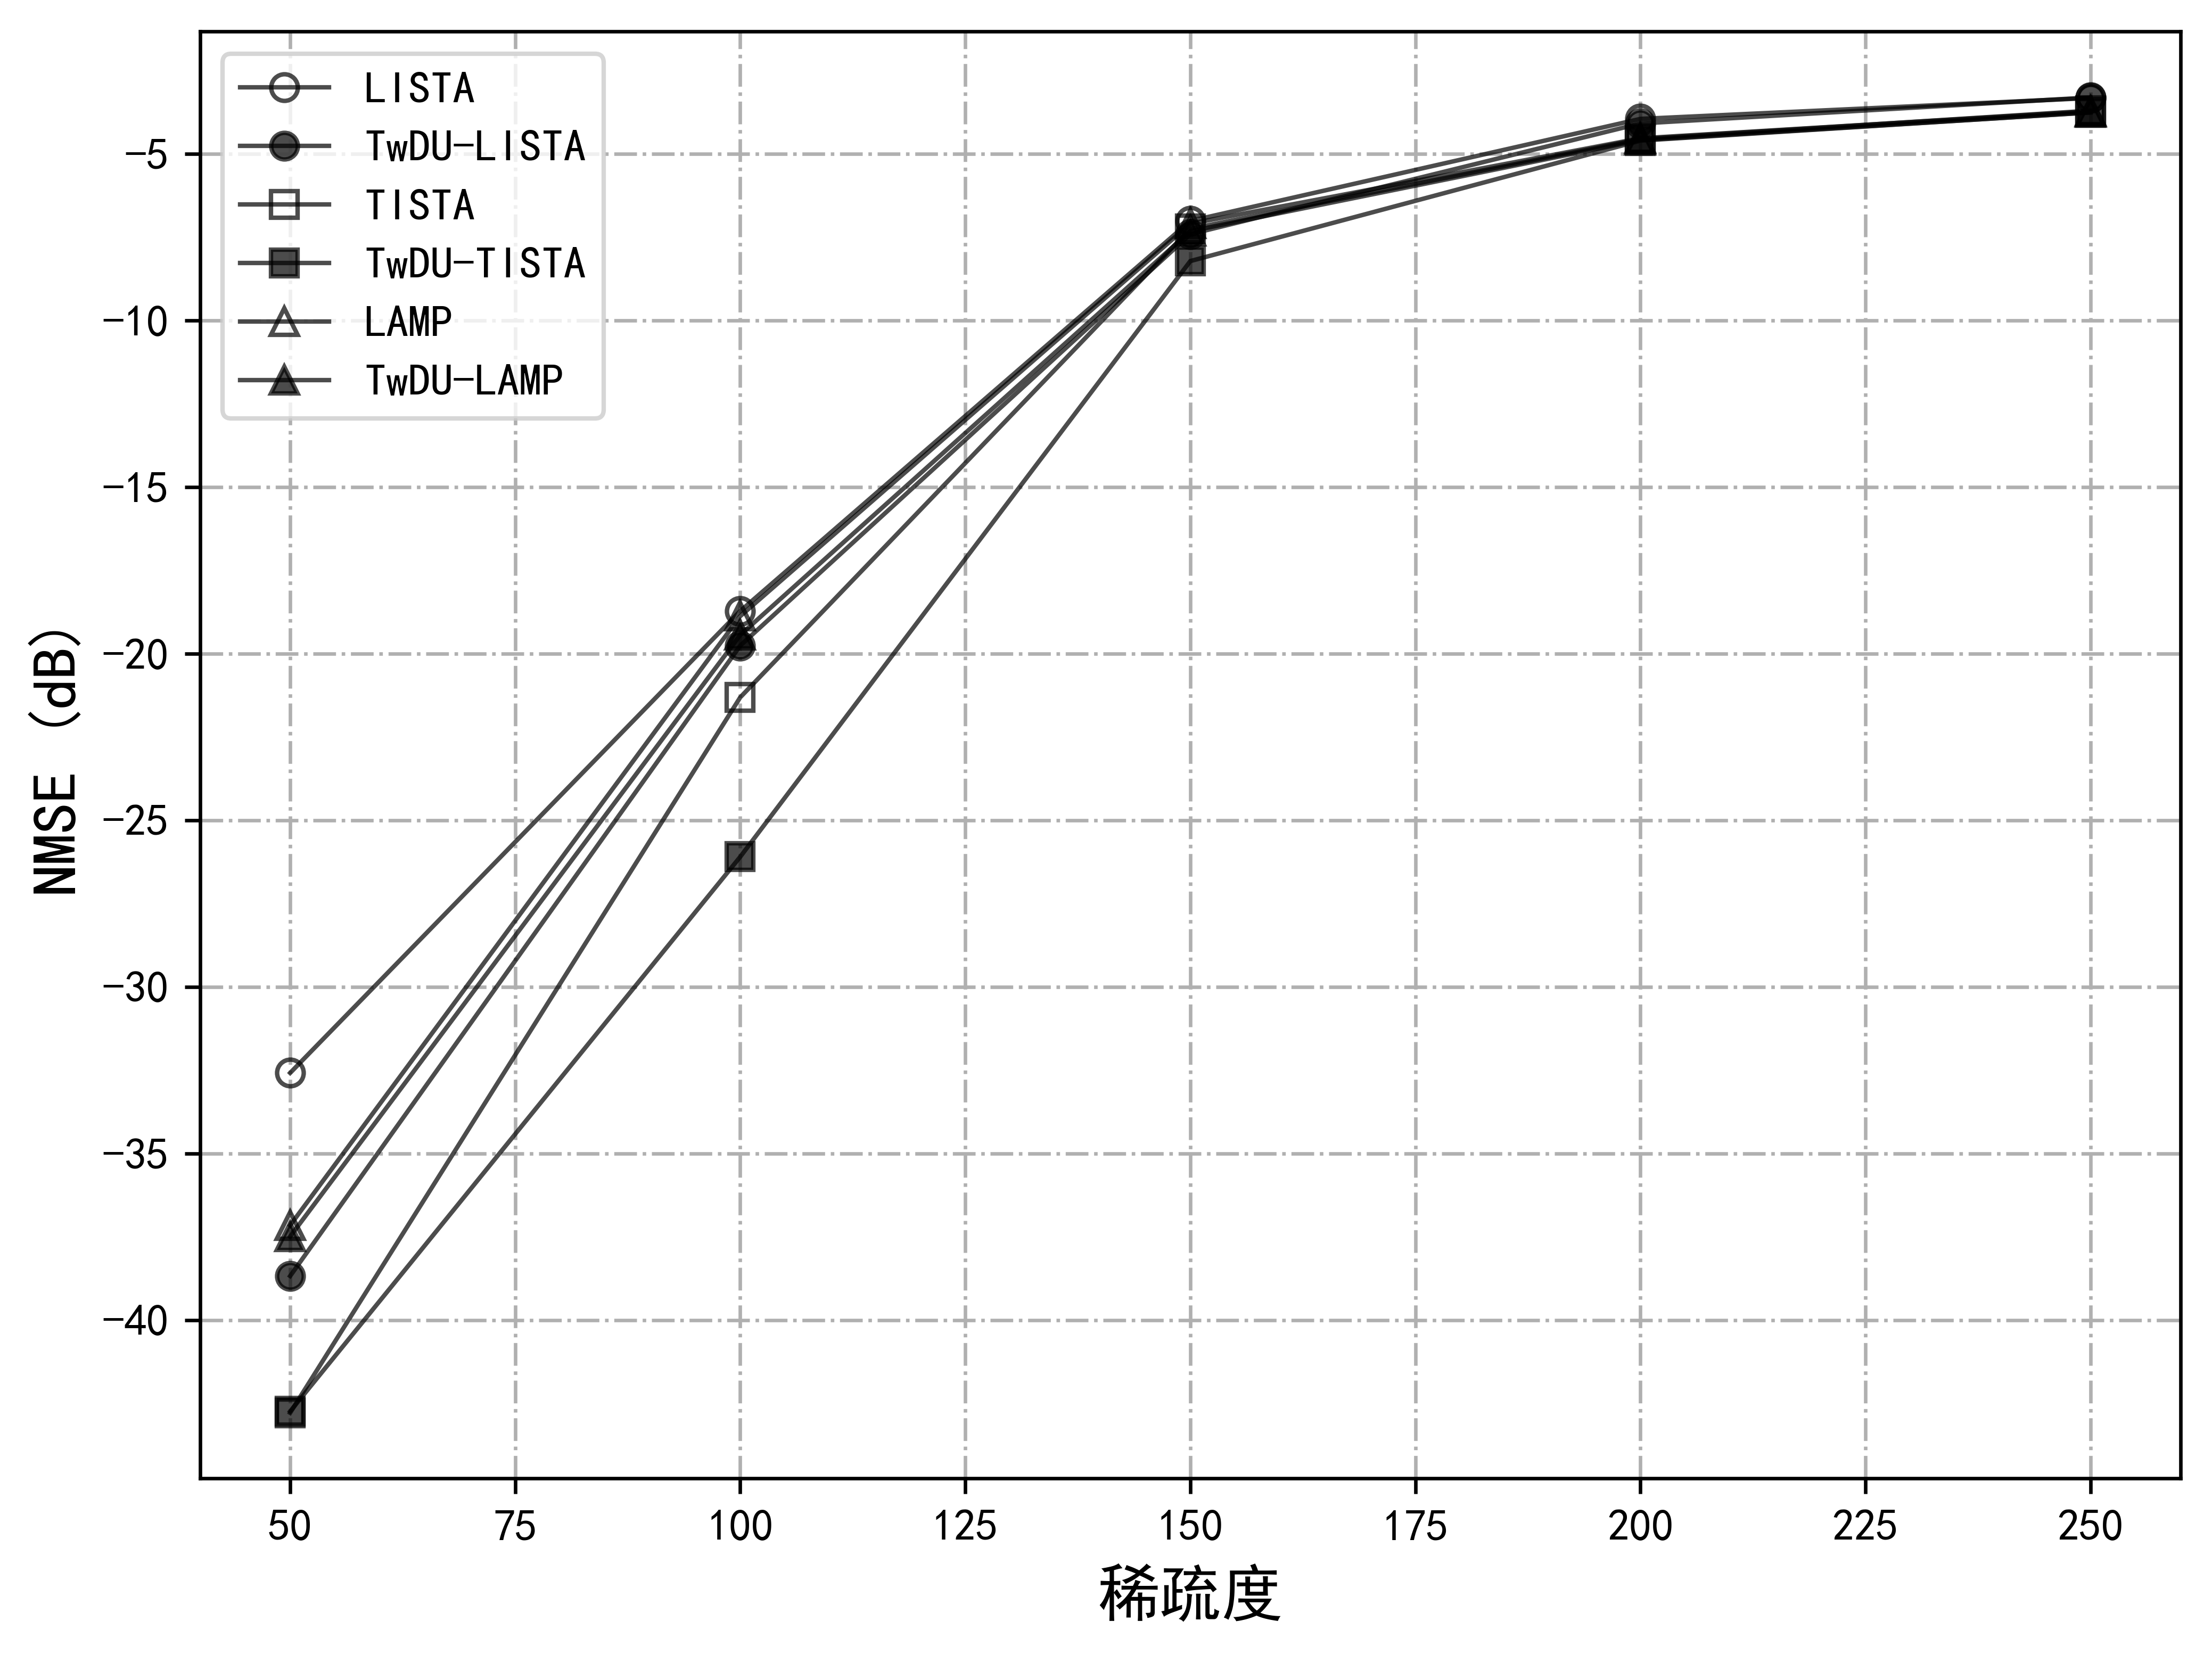 LISTA
TwDU-LISTA
TISTA
TwDU-TISTA
LAMP
TwDU-LAMP
NMSE (dB)
-5
-10
-15
-20
-25
-30
-35
-40
50 75 100 125 150 175 200 225 250
稀疏度